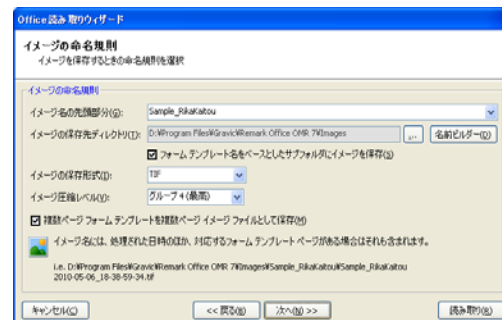 Office 読み取りウィザード
イメージの命名規則
イメージを保存するときの命名規則を選択
イメージの命名規則
イメージ名の先頭部分(G):
Sample_RikaKaitou
イメージの保存先ディレクトリ(T):
D:¥Program Files¥Gravic¥Remark Office OMR 7¥Images
...
名前ビルダー(D)
フォーム テンプレート名をベースとしたサブフォルダにイメージを保存(S)
イメージの保存形式(I):
TIF
イメージ圧縮レベル(V):
グループ 4 (最高)
複数ページ フォーム テンプレートを複数ページ イメージ ファイルとして保存(M)
イメージ名には、処理された日時のほか、対応するフォーム テンプレート ページがある場合はそれも含まれます。
i.e. D:¥Program Files¥Gravic¥Remark Office OMR 7¥Images¥Sample_RikaKaitou¥Sample_RikaKaitou
2010-05-06_18-38-59-34.tif
キャンセル(C)
<< 戻る(B)
次へ(N) >>
読み取り(R)